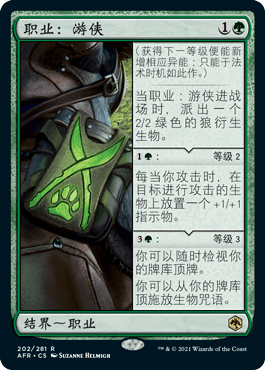 职业：游侠 1
（获得下一等级便能新
增相应异能；只能于法
术时机如此作。）
当职业：游侠进战
场时，派出一个
2/2 绿色的狼衍生
生物。
1 : 等级 2
每当你攻击时，在
目标进行攻击的生
物上放置一个 +1/+1
指示物。
3 : 等级 3
你可以随时检视你
的牌库顶牌。
你可以从你的牌库
顶施放生物咒语。
结界～职业
202/281 R
AFR • CS SUZANNE HELMIGH
™ & © 2021 Wizards of the Coast